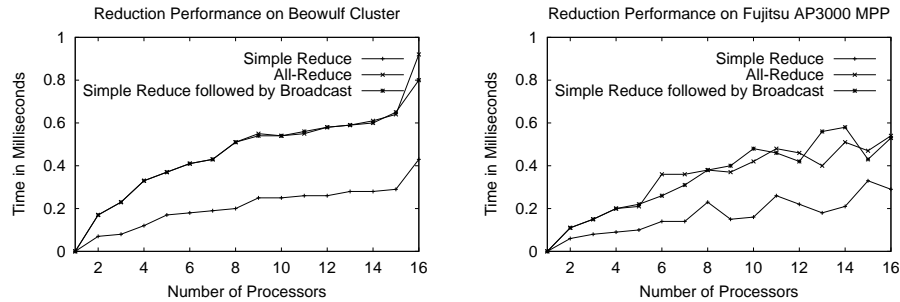 Reduction Performance on Beowulf Cluster
1
0.8
0.6
0.4
0.2
0
Time in Milliseconds
Simple Reduce
All-Reduce
Simple Reduce followed by Broadcast
2 4 6 8 10 12 14 16
Number of Processors
Reduction Performance on Fujitsu AP3000 MPP
1
0.8
0.6
0.4
0.2
0
Time in Milliseconds
Simple Reduce
All-Reduce
Simple Reduce followed by Broadcast
2 4 6 8 10 12 14 16
Number of Processors